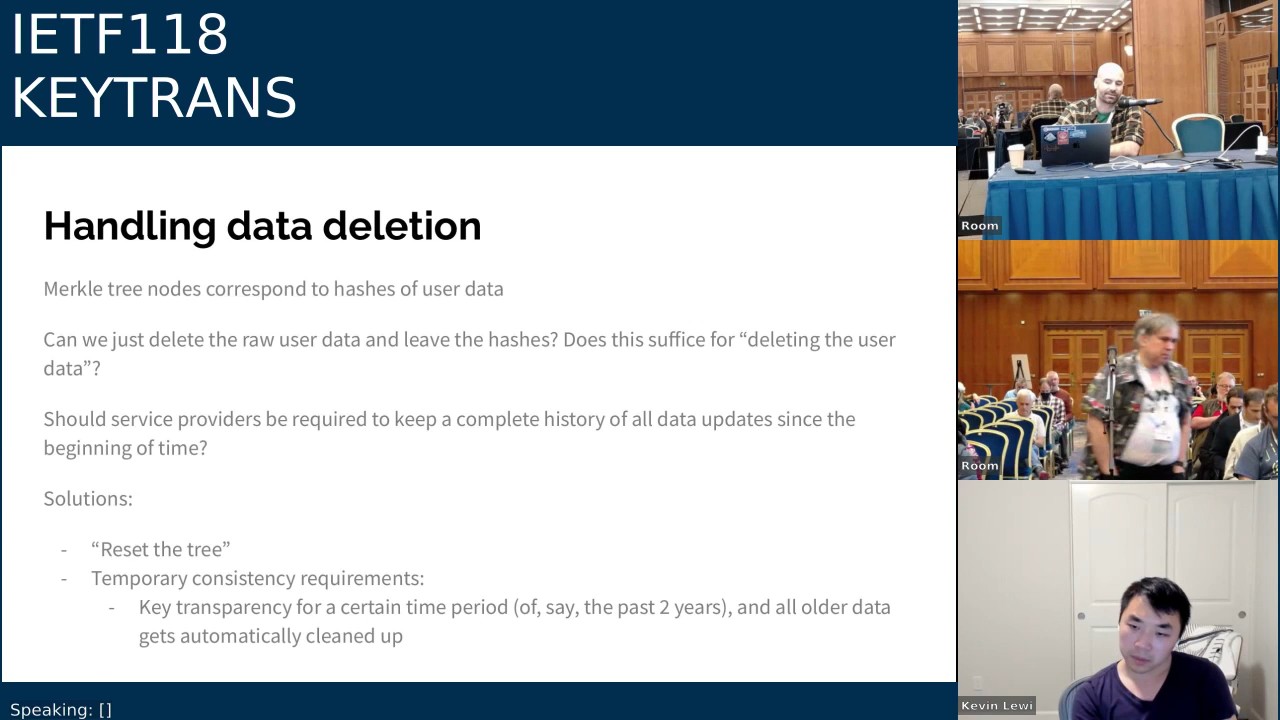 IETF118
KEYTRANS
Handling data deletion
Merkle tree nodes correspond to hashes of user data
Can we just delete the raw user data and leave the hashes? Does this suffice for “deleting the user
data”?
Should service providers be required to keep a complete history of all data updates since the
beginning of time?
Solutions:
- “Reset the tree”
- Temporary consistency requirements:
- Key transparency for a certain time period (of, say, the past 2 years), and all older data
gets automatically cleaned up
Speaking: []
Room
Room
Kevin Lewi